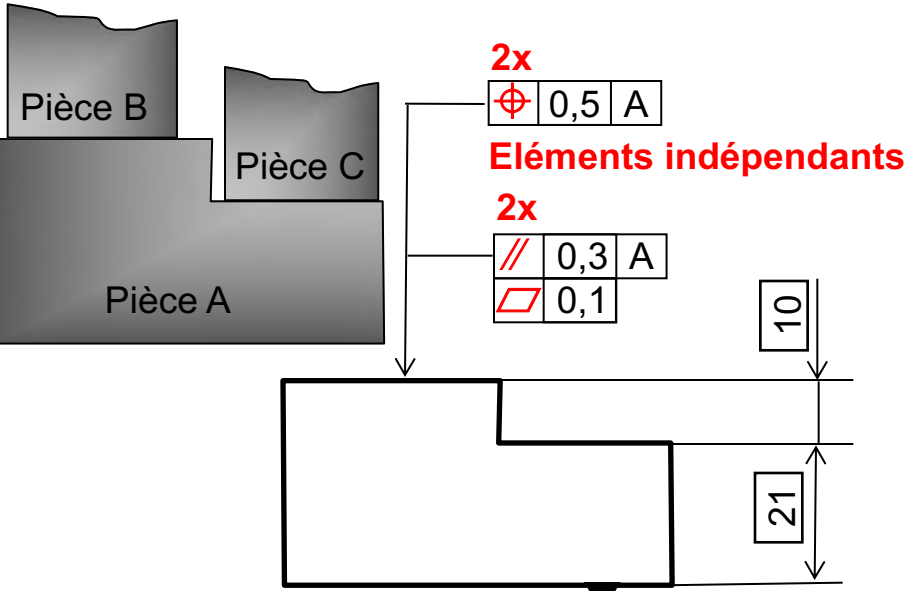 Pièce B
Pièce C
Pièce A
2x
⌖ 0,5 A
Eléments indépendants
2x
// 0,3 A
⏥ 0,1
10
21